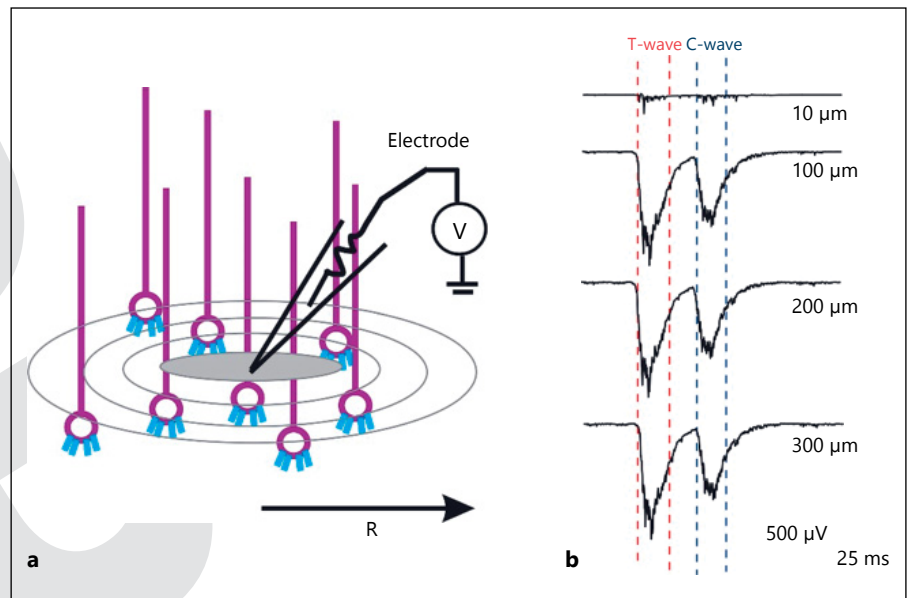 Electrode
V
R
a
T-wave C-wave
10 µm
100 µm
200 µm
300 µm
500 µV
25 ms
b